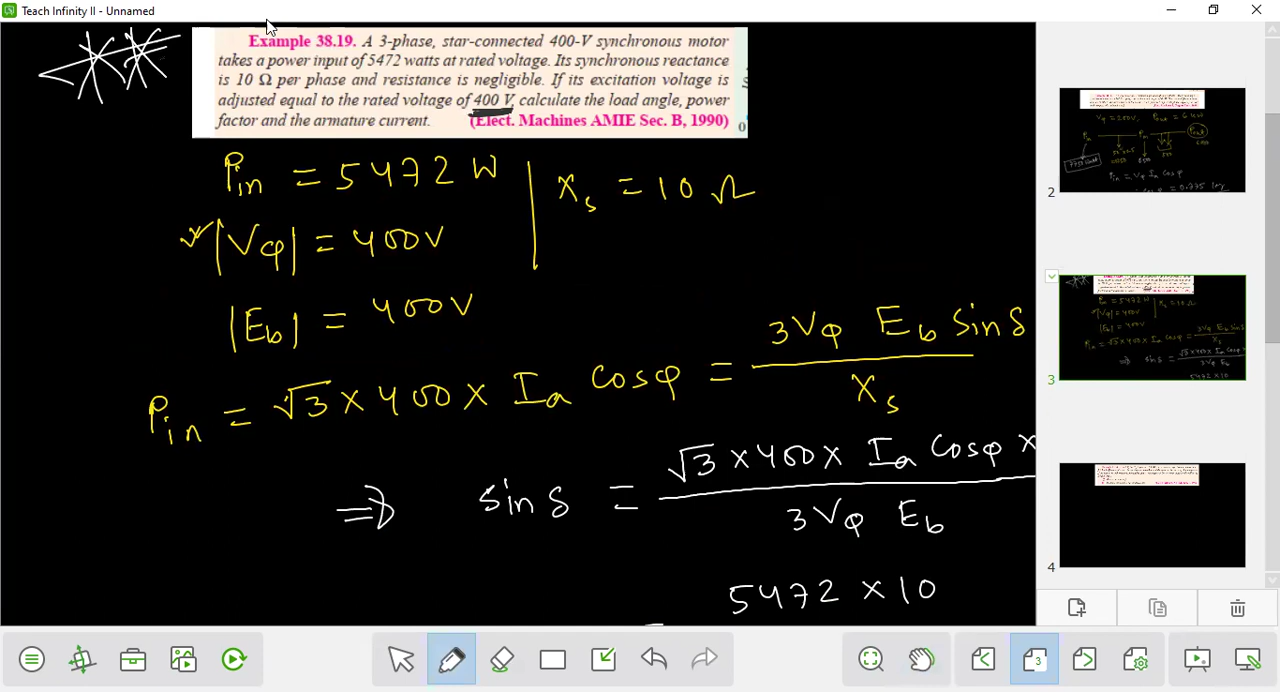 Teach Infinity II - Unnamed
Example 38.19. A 3-phase, star-connected 400-V synchronous motor
takes a power input of 5472 watts at rated voltage. Its synchronous reactance
is 10 Ω per phase and resistance is negligible. If its excitation voltage is
adjusted equal to the rated voltage of 400 V, calculate the load angle, power
factor and the armature current. (Elect. Machines AMIE Sec. B, 1990)
Pin = 5472 W
Xs = 10 Ω
|Vφ| = 400V
|Eb| = 400V
Pin = √3 × 400 × Ia cosφ = 3Vφ Eb sinδ / Xs
⇒ sinδ = √3 × 400 × Ia cosφ × / 3Vφ Eb
5472 × 10
2
3
4
3